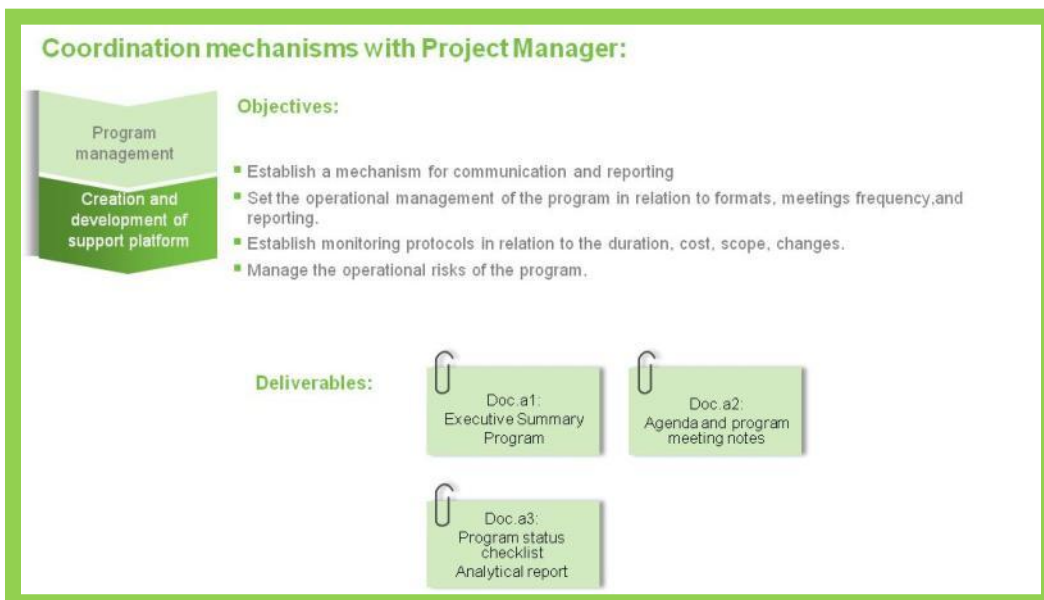 Coordination mechanisms with Project Manager:
Program
management
Creation and
development of
support platform
Objectives:
▪ Establish a mechanism for communication and reporting
▪ Set the operational management of the program in relation to formats, meetings frequency,and
reporting.
▪ Establish monitoring protocols in relation to the duration, cost, scope, changes.
▪ Manage the operational risks of the program.
Deliverables:
Doc.a1:
Executive Summary
Program
Doc.a2:
Agenda and program
meeting notes
Doc.a3:
Program status
checklist
Analytical report